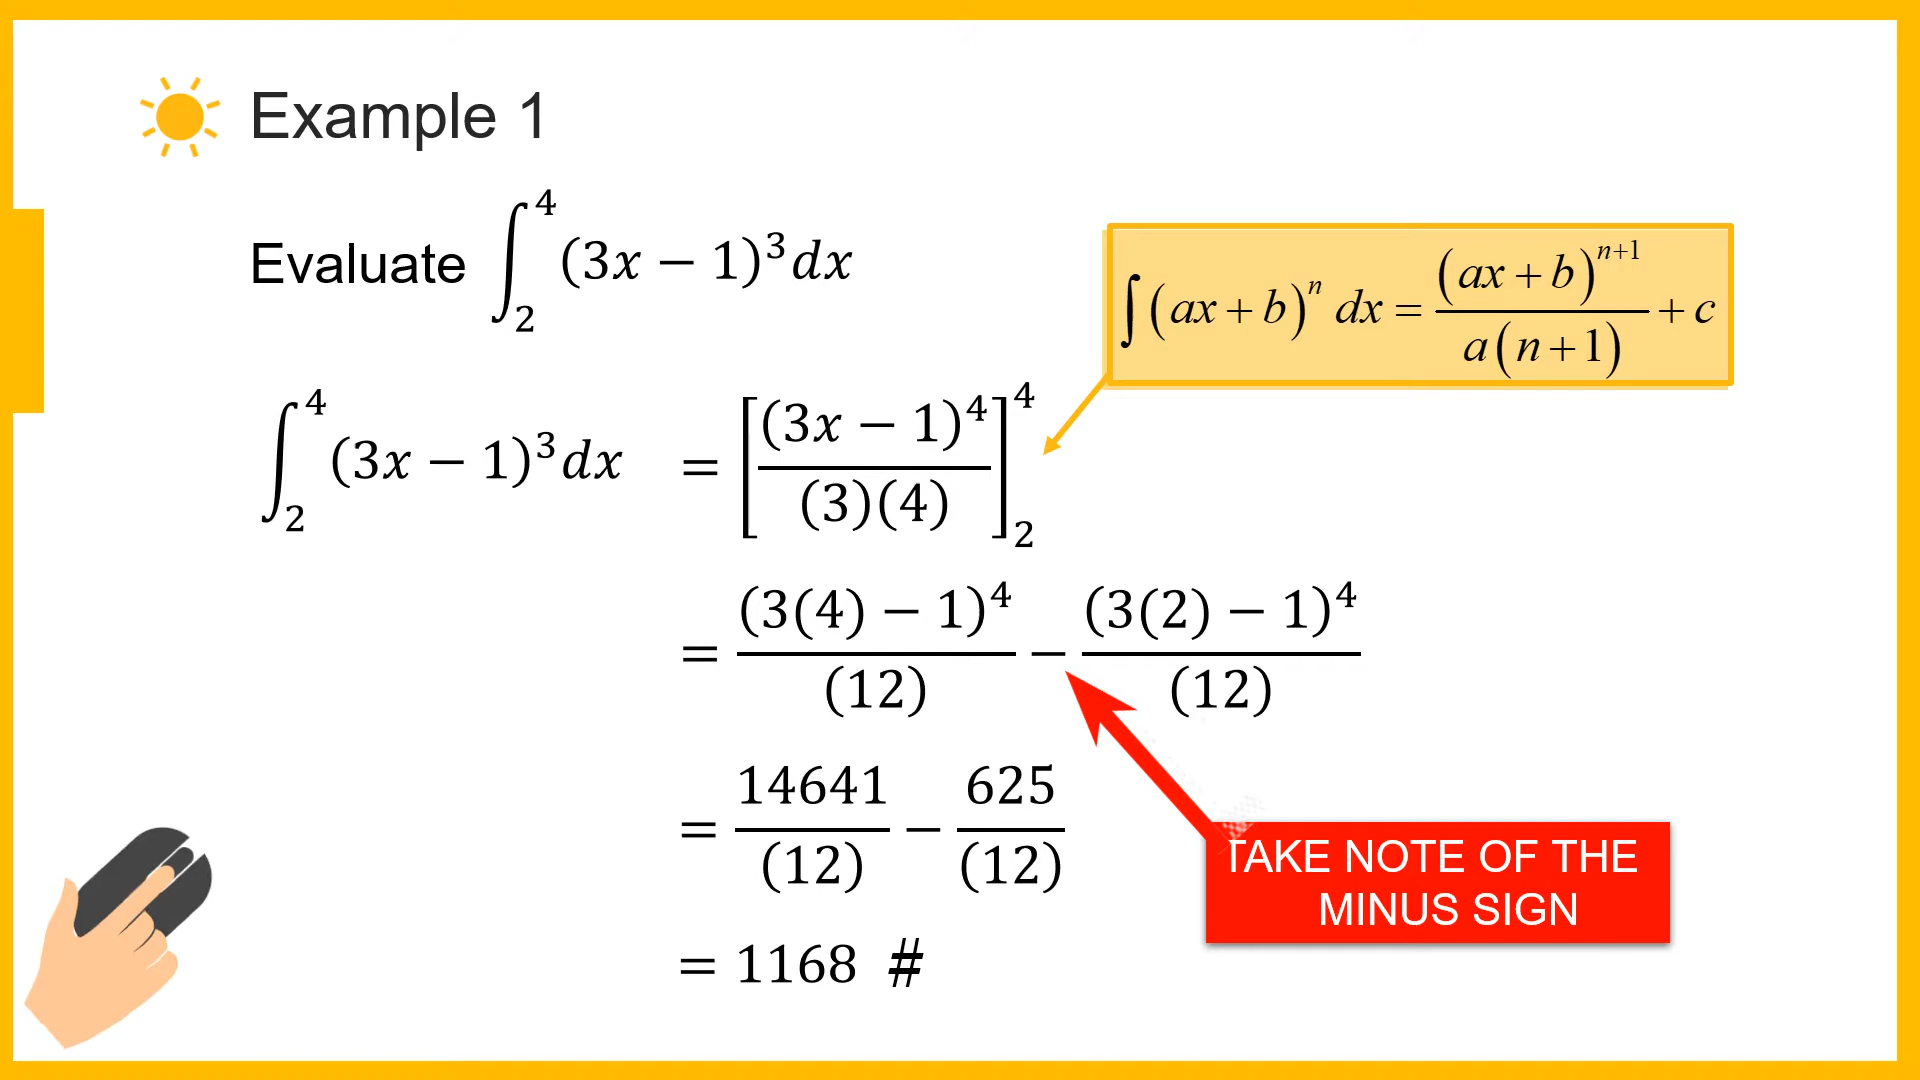 Example 1
Evaluate ∫₂⁴ (3x − 1)³dx
∫(ax + b)ⁿ dx = (ax + b)ⁿ⁺¹ / a(n + 1) + c
∫₂⁴ (3x − 1)³dx = [(3x − 1)⁴ / (3)(4)]₂⁴
= (3(4) − 1)⁴ / (12) − (3(2) − 1)⁴ / (12)
= 14641 / (12) − 625 / (12)
TAKE NOTE OF THE
MINUS SIGN
= 1168 #